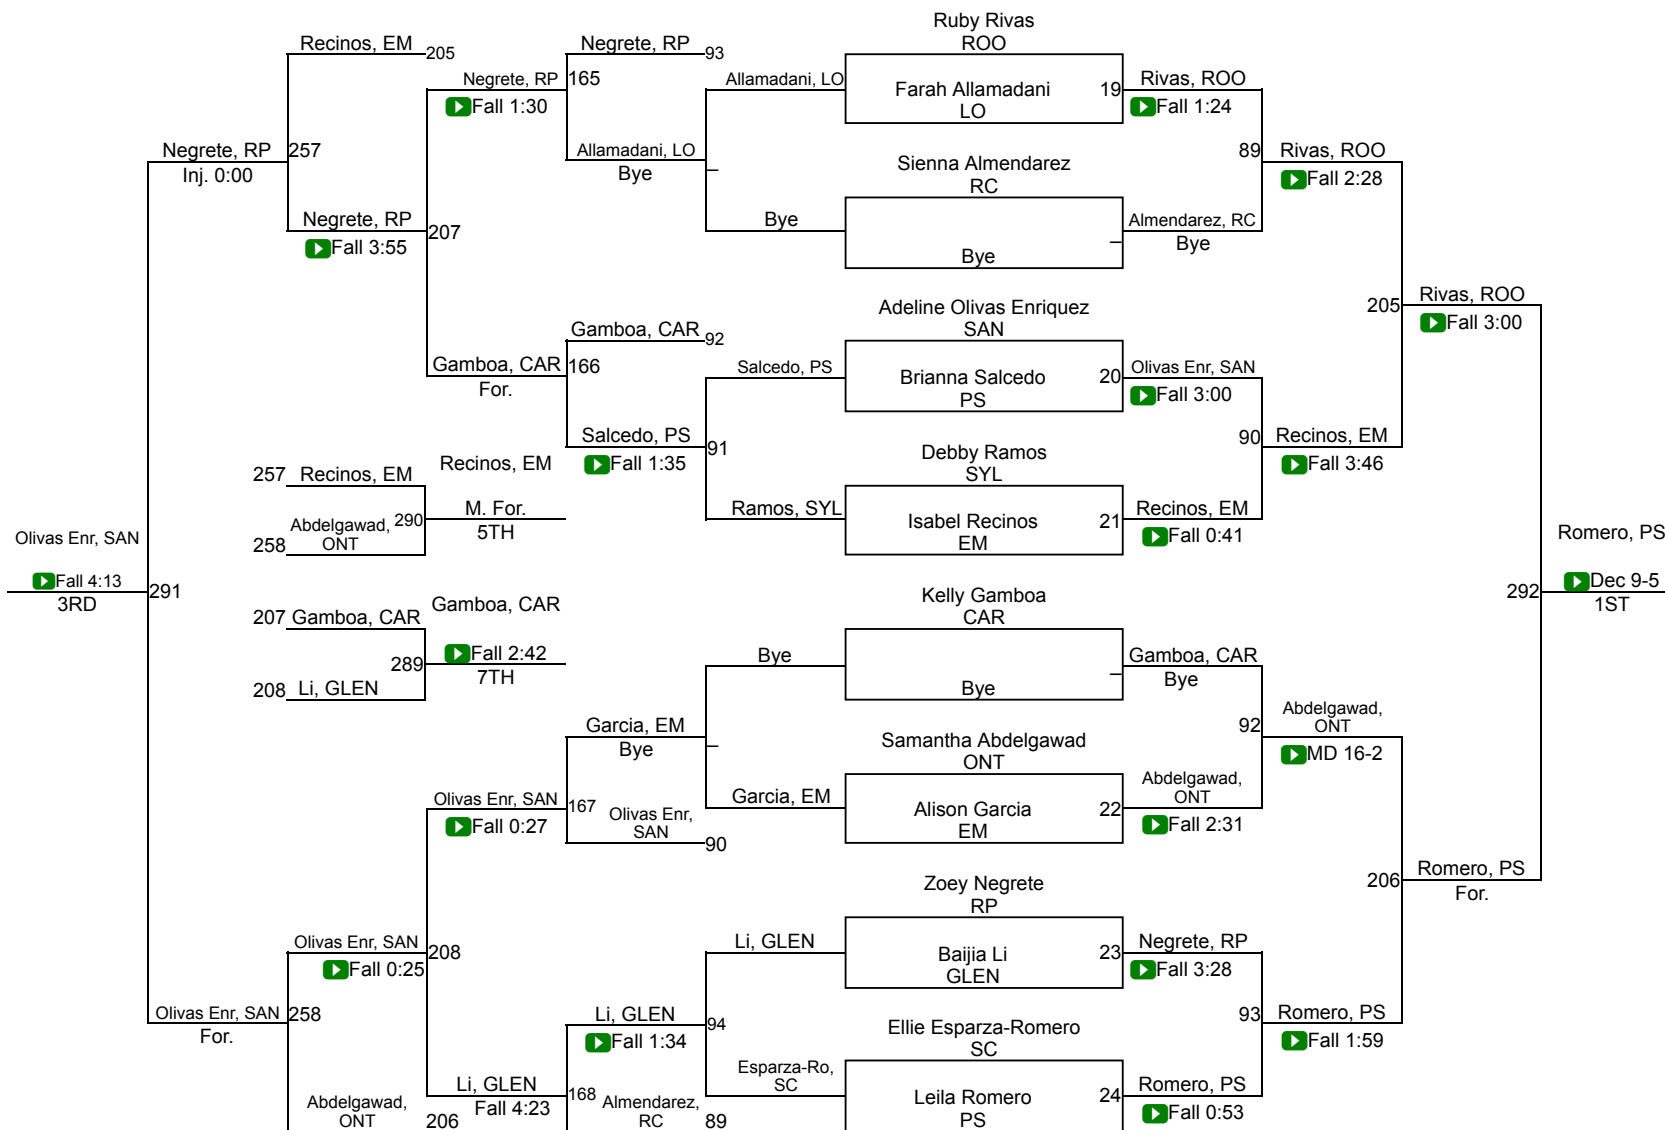 Ruby Rivas
Recinos, EM
205
Negrete, RP
93
ROO
Negrete, RP
165
Allamadani, LO
Farah Allamadani
19
Rivas, ROO
Fall 1:30
LO
Fall 1:24
Negrete, RP
257
Allamadani, LO
Sienna Almendarez
89
Rivas, ROO
Inj. 0:00
Bye
–
RC
Fall 2:28
Negrete, RP
207
Bye
Almendarez, RC
Fall 3:55
Bye
–
Bye
Adeline Olivas Enriquez
205
Rivas, ROO
Gamboa, CAR
92
SAN
Fall 3:00
Gamboa, CAR
166
Salcedo, PS
Brianna Salcedo
20
Olivas Enr, SAN
For.
PS
Fall 3:00
Salcedo, PS
91
Debby Ramos
90
Recinos, EM
257
Recinos, EM
Recinos, EM
Fall 1:35
SYL
Fall 3:46
Abdelgawad,
290
M. For.
Ramos, SYL
Isabel Recinos
21
Recinos, EM
258
ONT
5TH
EM
Fall 0:41
Olivas Enr, SAN
Romero, PS
Fall 4:13
291
Kelly Gamboa
292
Dec 9-5
3RD
1ST
207
Gamboa, CAR
Gamboa, CAR
CAR
289
Fall 2:42
Bye
Gamboa, CAR
208
Li, GLEN
7TH
Bye
–
Bye
Garcia, EM
Samantha Abdelgawad
92
Abdelgawad,
ONT
Bye
–
ONT
MD 16-2
Olivas Enr, SAN
167
Garcia, EM
Alison Garcia
22
Abdelgawad,
ONT
Fall 0:27
Olivas Enr,
SAN
90
EM
Fall 2:31
Zoey Negrete
206
Romero, PS
RP
For.
Olivas Enr, SAN
208
Li, GLEN
Baijia Li
23
Negrete, RP
Fall 0:25
GLEN
Fall 3:28
Olivas Enr, SAN
258
Li, GLEN
94
Ellie Esparza-Romero
93
Romero, PS
For.
Fall 1:34
SC
Fall 1:59
Li, GLEN
168
Esparza-Ro,
SC
Leila Romero
24
Romero, PS
Abdelgawad,
ONT
206
Fall 4:23
Almendarez,
RC
89
PS
Fall 0:53